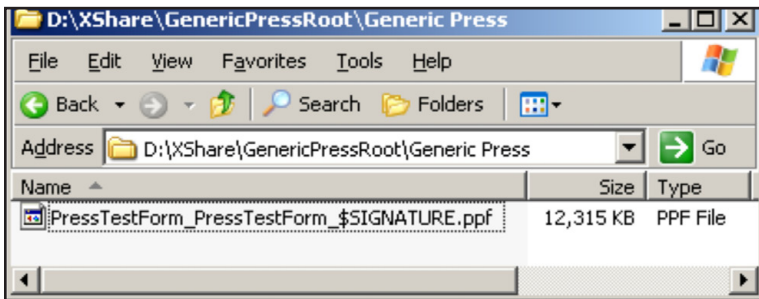 D:\XShare\GenericPressRoot\Generic Press
File Edit View Favorites Tools Help
Back Search Folders
Address D:\XShare\GenericPressRoot\Generic Press Go
Name Size Type
PressTestForm_PressTestForm_$SIGNATURE.ppf 12,315 KB PPF File